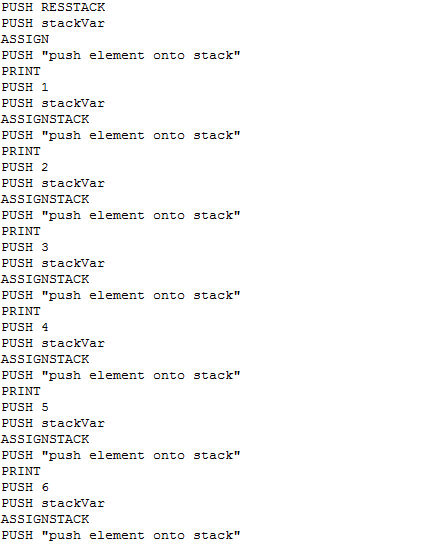 PUSH RESSTACK
PUSH stackVar
ASSIGN
PUSH "push element onto stack"
PRINT
PUSH 1
PUSH stackVar
ASSIGNSTACK
PUSH "push element onto stack"
PRINT
PUSH 2
PUSH stackVar
ASSIGNSTACK
PUSH "push element onto stack"
PRINT
PUSH 3
PUSH stackVar
ASSIGNSTACK
PUSH "push element onto stack"
PRINT
PUSH 4
PUSH stackVar
ASSIGNSTACK
PUSH "push element onto stack"
PRINT
PUSH 5
PUSH stackVar
ASSIGNSTACK
PUSH "push element onto stack"
PRINT
PUSH 6
PUSH stackVar
ASSIGNSTACK
PUSH "push element onto stack"